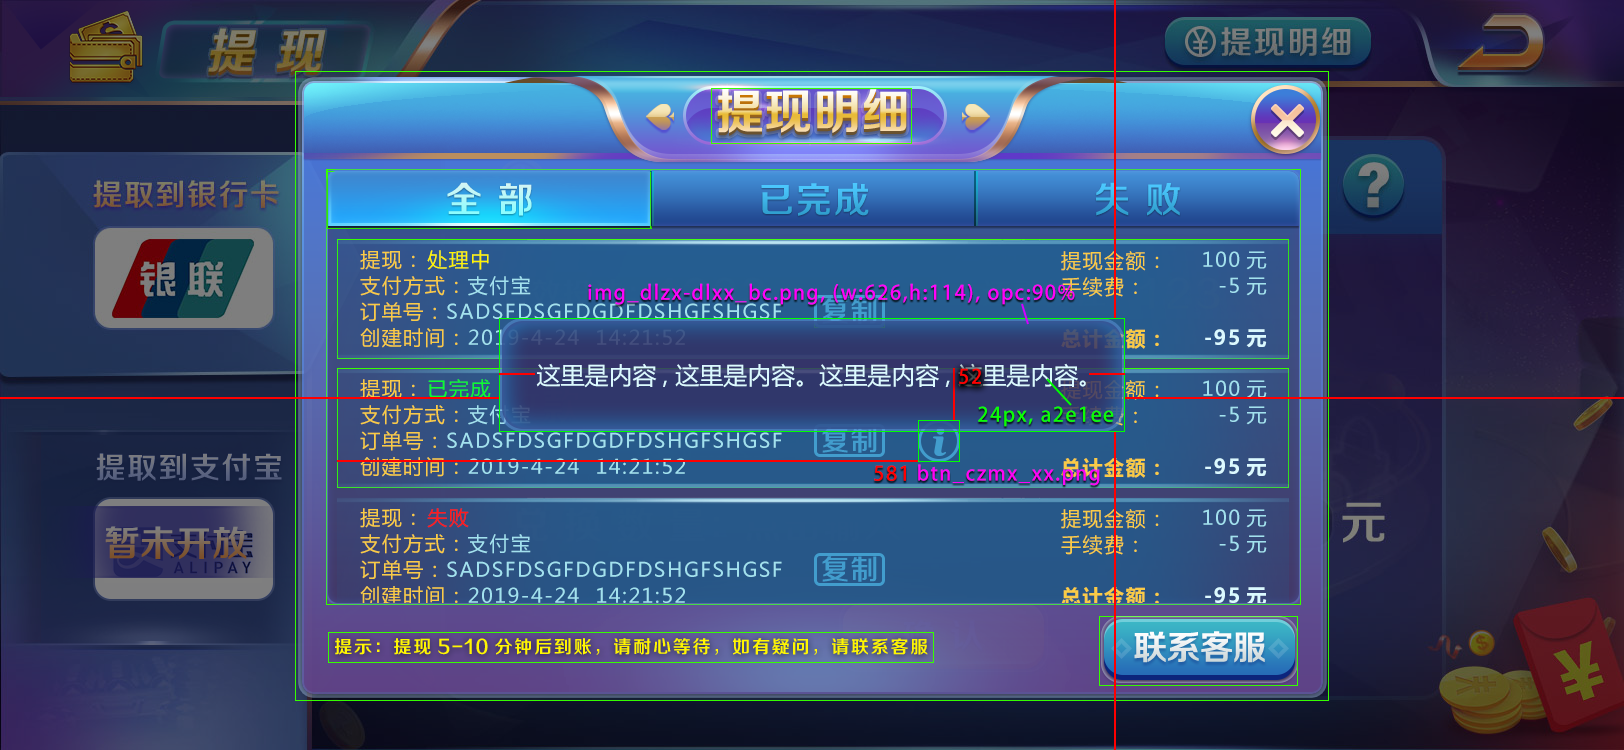 提 现
提现明细
提现明细
提取到银行卡
银联
全 部
已完成
失 败
?
提现：处理中
提现金额： 100 元
支付方式：支付宝
手续费： -5 元
img_dlzx-dlxx_bc.png, (w:626,h:114), opc:90%
订单号：SADSFDSGFDGDFDSHGFSHGSF
复制
创建时间：2019-4-24 14:21:52
总计金额： -95 元
这里是内容，这里是内容。这里是内容，这里是内容。
52
24px, a2e1ee
提现：已完成
提现金额： 100 元
支付方式：支付宝
-5 元
订单号：SADSFDSGFDGDFDSHGFSHGSF
复制
i
创建时间：2019-4-24 14:21:52
581 btn_czmx_xx.png
总计金额： -95 元
提取到支付宝
暂未开放
ALIPAY
提现：失败
提现金额： 100 元
支付方式：支付宝
手续费： -5 元
订单号：SADSFDSGFDGDFDSHGFSHGSF
复制
创建时间：2019-4-24 14:21:52
总计金额： -95 元
元
提示：提现 5-10 分钟后到账，请耐心等待，如有疑问，请联系客服
联系客服